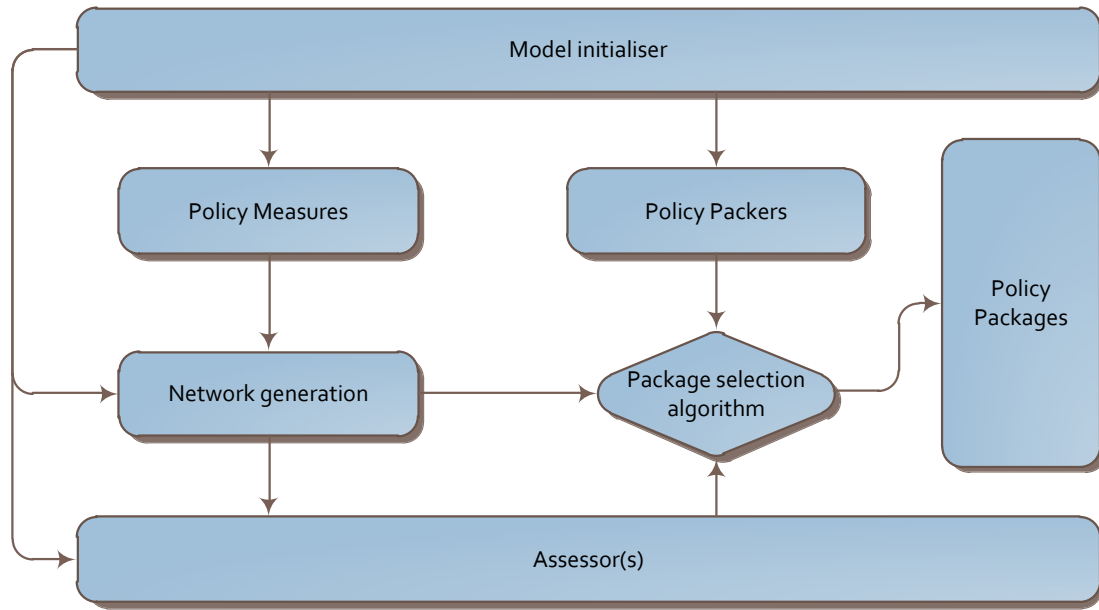 Model initialiser
Policy Measures
Policy Packers
Policy
Packages
Network generation
Package selection
algorithm
Assessor(s)